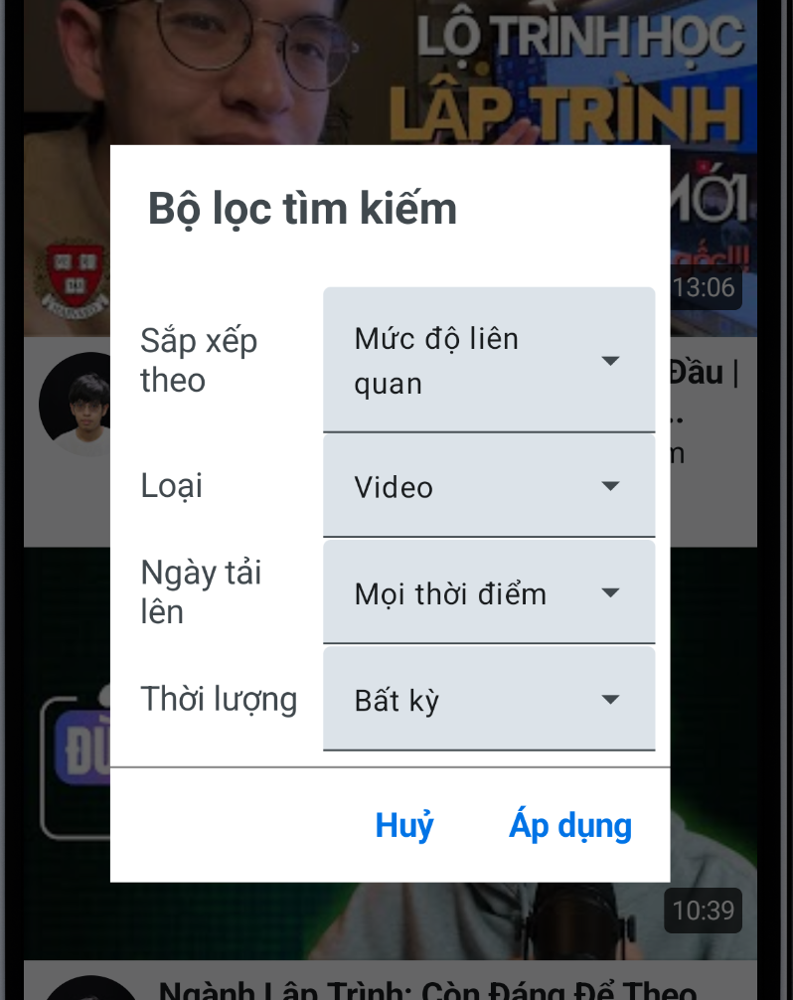 LỘ TRÌNH HỌC
LẬP TRÌNH
MỚI
gốc!!!
13:06
Bộ lọc tìm kiếm
Sắp xếp
theo
Mức độ liên
quan
Đầu |
..
m
Loại
Video
Ngày tải
lên
Mọi thời điểm
Thời lượng
Bất kỳ
Huỷ
Áp dụng
10:39
Ngành Lập Trình: Còn Đáng Để Theo